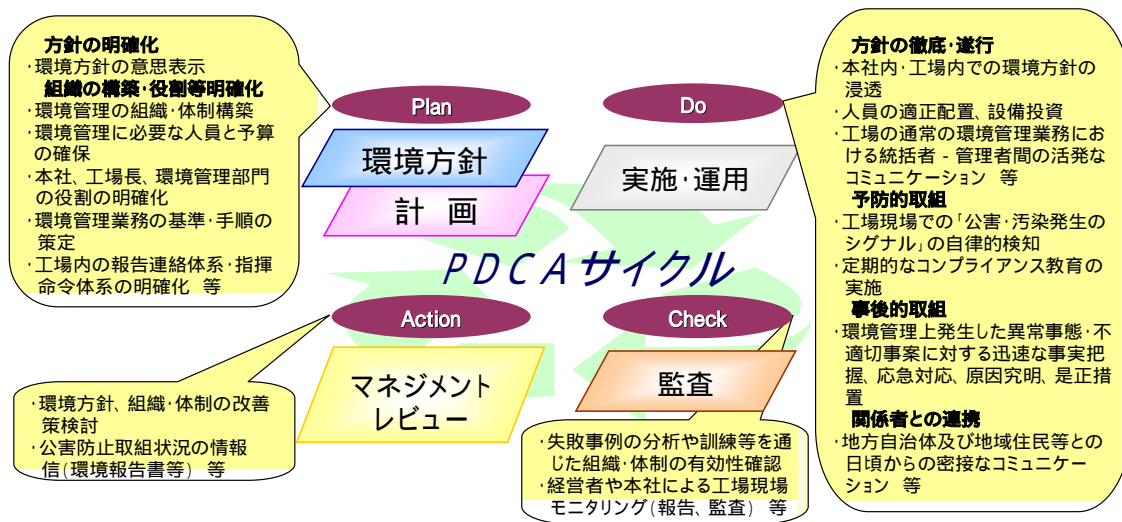 方針の明確化
・環境方針の意思表示
組織の構築・役割等明確化
・環境管理の組織・体制構築
・環境管理に必要な人員と予算
の確保
・本社、工場長、環境管理部門
の役割の明確化
・環境管理業務の基準・手順の
策定
・工場内の報告連絡体系・指揮
命令体系の明確化 等
Plan
環境方針
計 画
Do
実施・運用
方針の徹底・遂行
・本社内・工場内での環境方針の
浸透
・人員の適正配置、設備投資
・工場の通常の環境管理業務にお
ける統括者 - 管理者間の活発な
コミュニケーション 等
予防的取組
・工場現場での「公害・汚染発生の
シグナル」の自律的検知
・定期的なコンプライアンス教育の
実施
事後的取組
・環境管理上発生した異常事態・不
適切事案に対する迅速な事実把
握、応急対応、原因究明、是正措
置
関係者との連携
・地方自治体及び地域住民等との
日頃からの密接なコミュニケー
ション 等
PDCAサイクル
Action
マネジメント
レビュー
・環境方針、組織・体制の改善
策検討
・公害防止取組状況の情報
信(環境報告書等) 等
Check
監査
・失敗事例の分析や訓練等を通
じた組織・体制の有効性確認
・経営者や本社による工場現場
モニタリング(報告、監査) 等